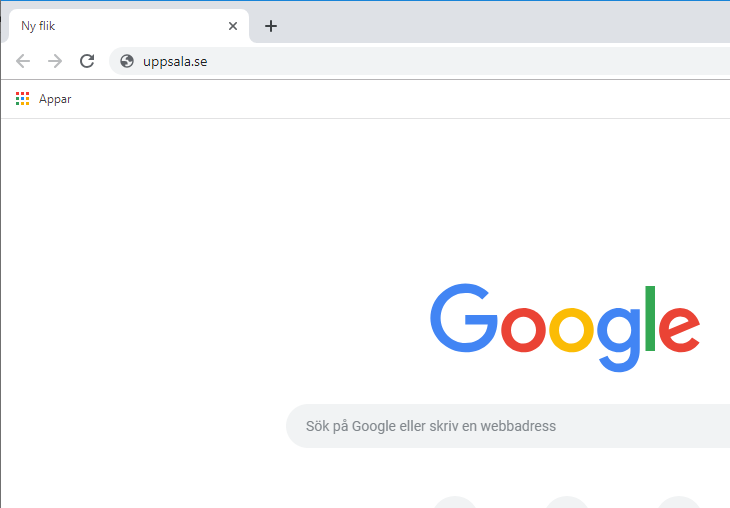 Ny flik
uppsala.se
Appar
Google
Sök på Google eller skriv en webbadress